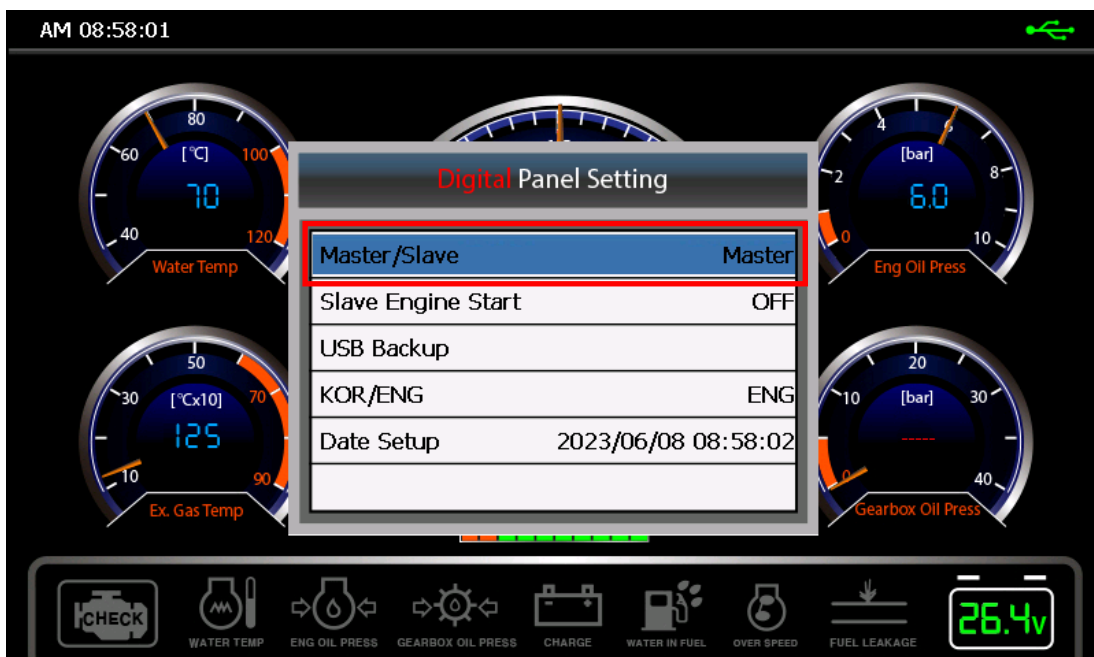 AM 08:58:01
80
60
[℃]
100
70
40
120
Water Temp
4
6
[bar]
2
8
6.0
0
10
Eng Oil Press
Digital Panel Setting
Master/Slave Master
Slave Engine Start OFF
USB Backup
KOR/ENG ENG
Date Setup 2023/06/08 08:58:02
50
30
[℃x10]
70
125
10
90
Ex. Gas Temp
20
10
[bar]
30
-----
0
40
Gearbox Oil Press
CHECK
WATER TEMP
ENG OIL PRESS
GEARBOX OIL PRESS
CHARGE
WATER IN FUEL
OVER SPEED
FUEL LEAKAGE
26.4v